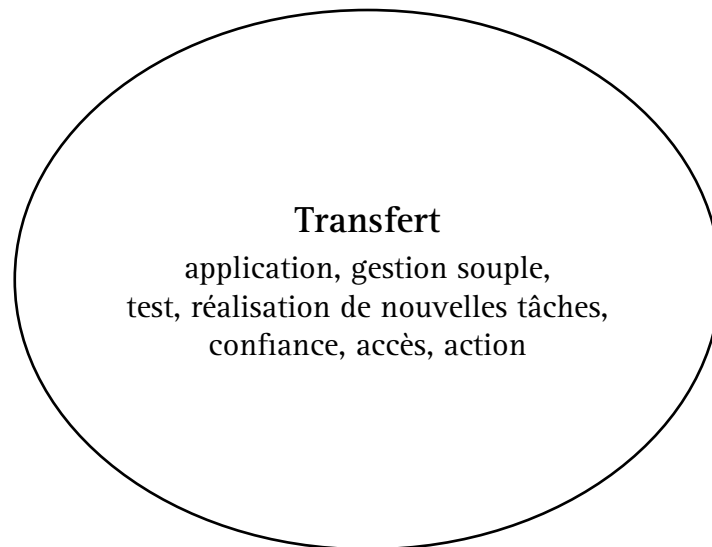 Transfert
application, gestion souple,
test, réalisation de nouvelles tâches,
confiance, accès, action